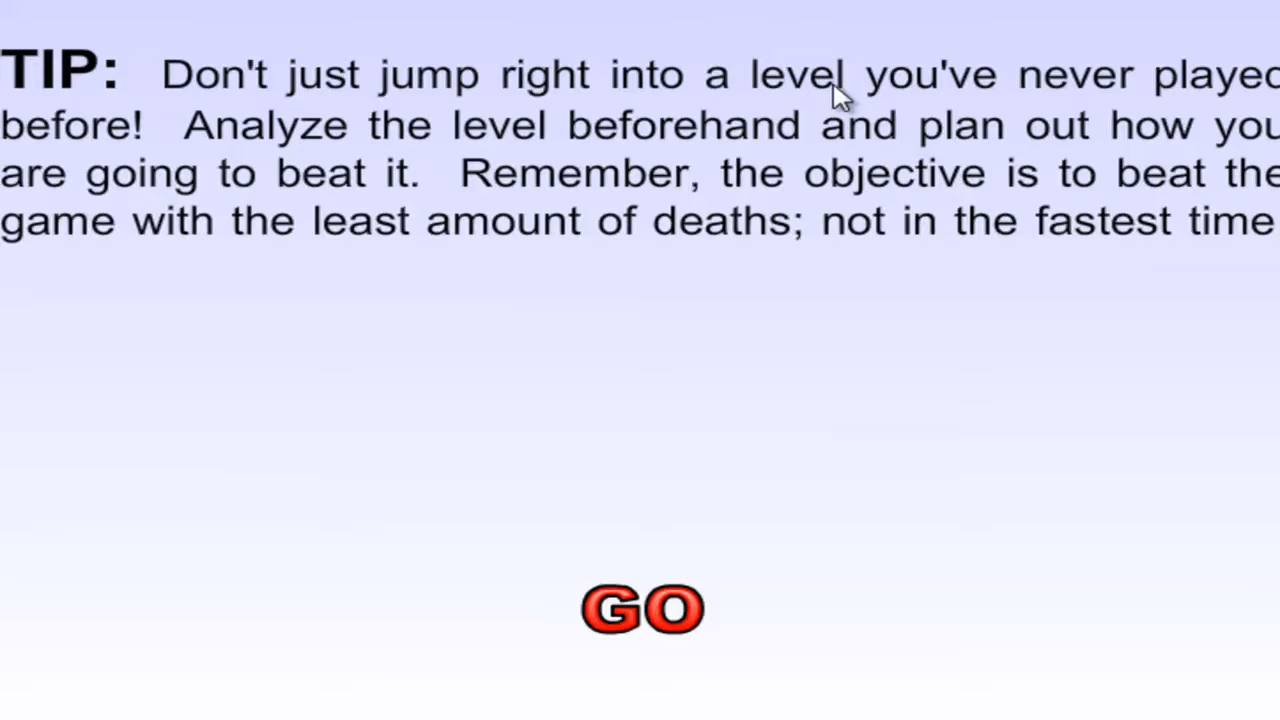 TIP: Don't just jump right into a level you've never played
before! Analyze the level beforehand and plan out how you
are going to beat it. Remember, the objective is to beat the
game with the least amount of deaths; not in the fastest time
GO